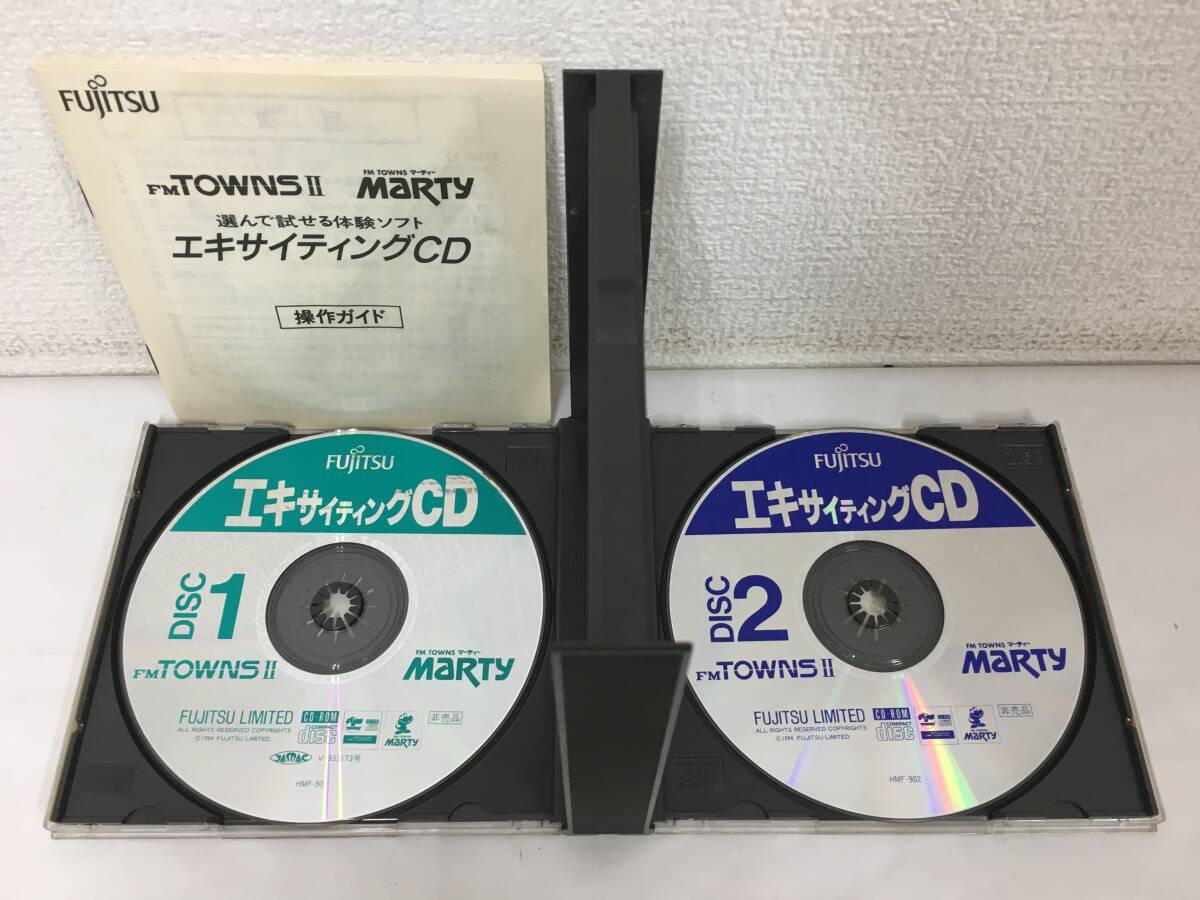 FUJITSU
FM TOWNS II
FM TOWNS マーティー
MARTY
選んで試せる体験ソフト
エキサイティングCD
操作ガイド
FUJITSU
エキサイティングCD
DISC 1
FM TOWNS II
FM TOWNS マーティー
MARTY
FUJITSU LIMITED
ALL RIGHTS RESERVED COPYRIGHTS
©1994 FUJITSU LIMITED
CD-ROM
COMPACT
disc
MARTY
非売品
JASRAC
HMF-90
FUJITSU
エキサイティングCD
DISC 2
FM TOWNS II
FM TOWNS マーティー
MARTY
FUJITSU LIMITED
ALL RIGHTS RESERVED COPYRIGHTS
©1994 FUJITSU LIMITED
CD-ROM
COMPACT
disc
MARTY
非売品
HMF-902